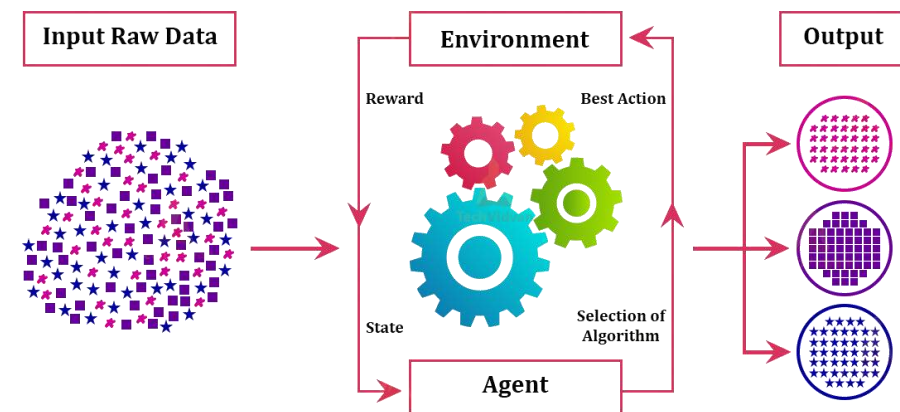 Input Raw Data
Environment
Output
Reward
Best Action
State
Selection of
Algorithm
Agent